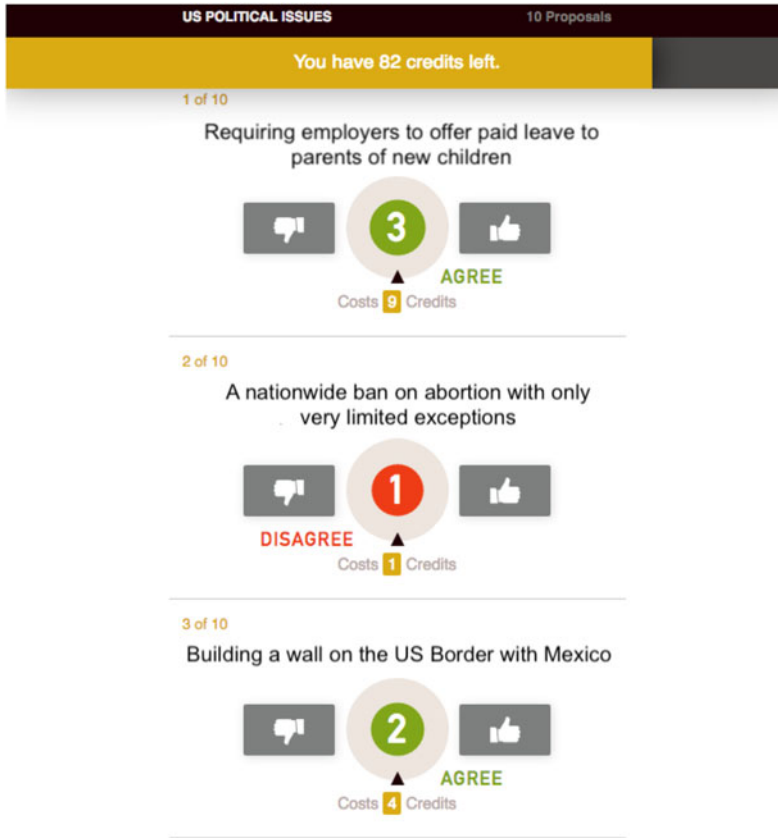 US POLITICAL ISSUES 10 Proposals
You have 82 credits left.
1 of 10
Requiring employers to offer paid leave to
parents of new children
3
AGREE
Costs 9 Credits
2 of 10
A nationwide ban on abortion with only
very limited exceptions
1
DISAGREE
Costs 1 Credits
3 of 10
Building a wall on the US Border with Mexico
2
AGREE
Costs 4 Credits